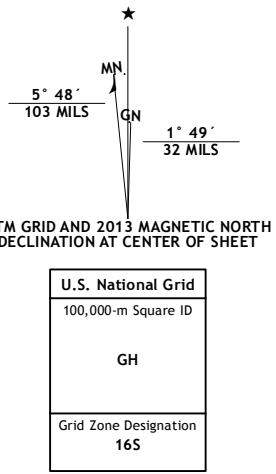 ★
MN.
GN
5° 48´
103 MILS
1° 49´
32 MILS
TM GRID AND 2013 MAGNETIC NORTH
DECLINATION AT CENTER OF SHEET
U.S. National Grid
100,000-m Square ID
GH
Grid Zone Designation
16S